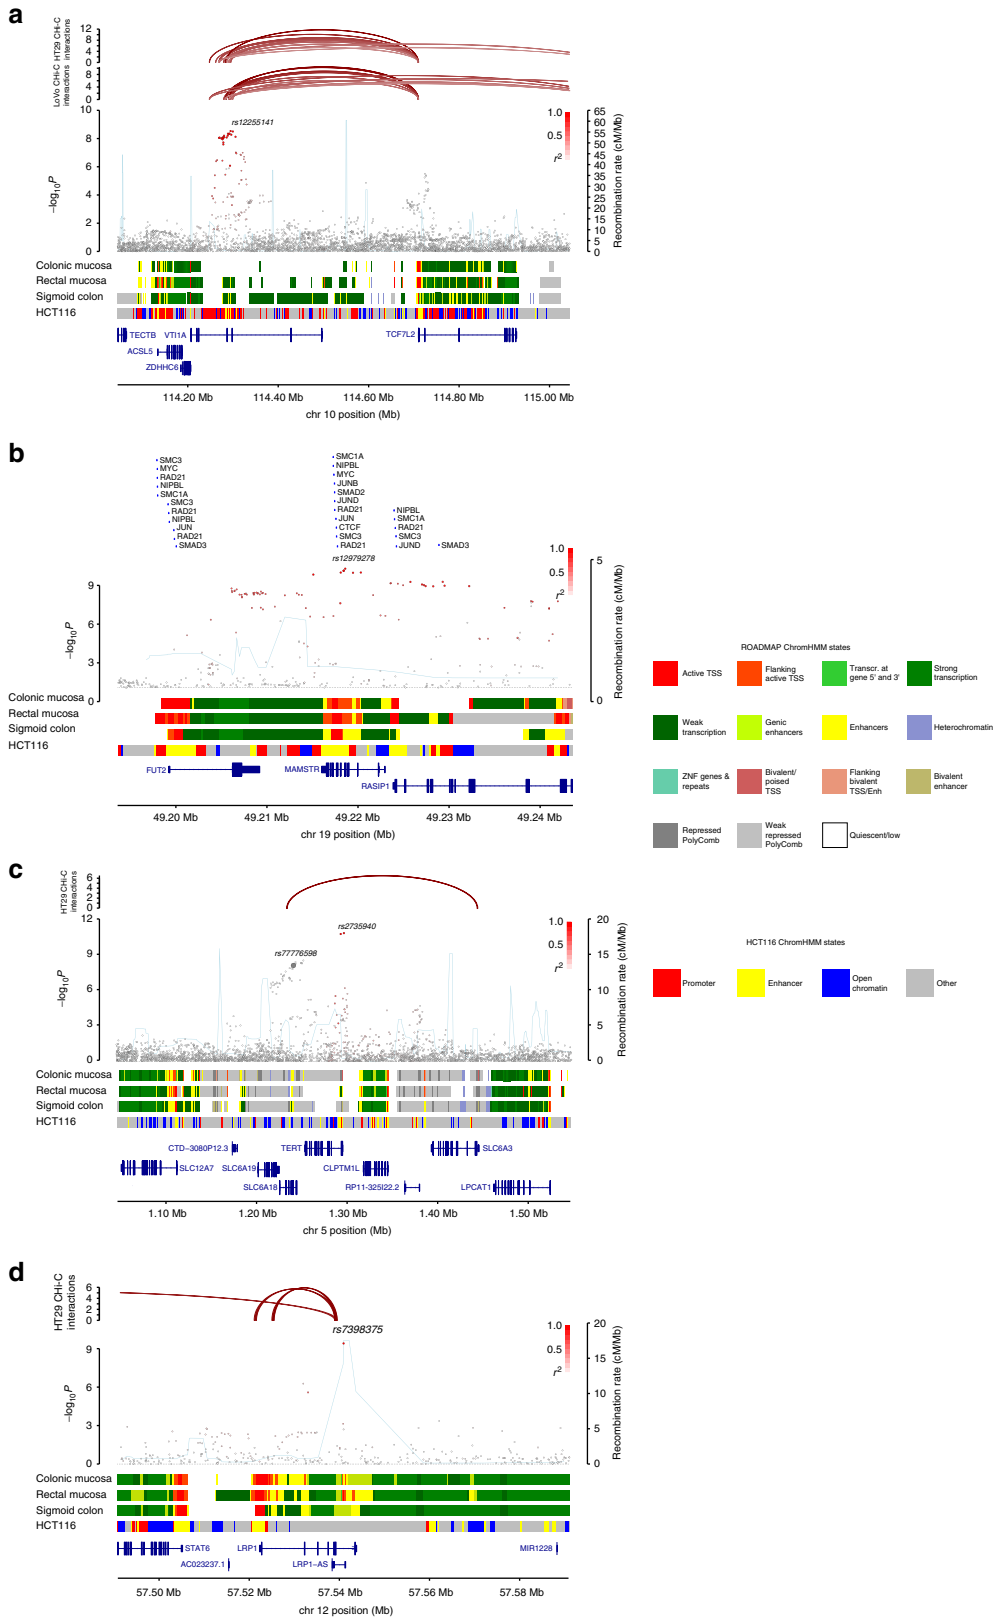 a
HT29 CHi-C
interactions
12
8
4
0
LoVo CHi-C
interactions
8
4
0
10
8
6
4
2
0
−log10P
rs12255141
1.0
0.5
r2
65
60
55
50
45
40
35
30
25
20
15
10
5
0
0
Recombination rate (cM/Mb)
Colonic mucosa
Rectal mucosa
Sigmoid colon
HCT116
TECTB
VTI1A
TCF7L2
ACSL5
ZDHHC6
114.20 Mb
114.40 Mb
114.60 Mb
114.80 Mb
115.00 Mb
chr 10 position (Mb)
b
SMC3
MYC
RAD21
NIPBL
SMC1A
SMC3
RAD21
NIPBL
JUN
RAD21
SMAD3
SMC1A
NIPBL
MYC
JUNB
SMAD2
JUND
RAD21
JUN
CTCF
SMC3
RAD21
NIPBL
SMC1A
RAD21
SMC3
JUND
SMAD3
rs12979278
1.0
0.5
r2
9
6
3
0
−log10P
5
0
Recombination rate (cM/Mb)
Colonic mucosa
Rectal mucosa
Sigmoid colon
HCT116
FUT2
MAMSTR
RASIP1
49.20 Mb
49.21 Mb
49.22 Mb
49.23 Mb
49.24 Mb
chr 19 position (Mb)
ROADMAP ChromHMM states
Active TSS
Flanking
active TSS
Transcr. at
gene 5' and 3'
Strong
transcription
Weak
transcription
Genic
enhancers
Enhancers
Heterochromatin
ZNF genes &
repeats
Bivalent/
poised
TSS
Flanking
bivalent
TSS/Enh
Bivalent
enhancer
Repressed
PolyComb
Weak
repressed
PolyComb
Quiescent/low
c
HT29 CHi-C
interactions
6
4
2
0
12
9
6
3
0
−log10P
rs2735940
rs77776598
1.0
0.5
r2
20
15
10
5
0
Recombination rate (cM/Mb)
Colonic mucosa
Rectal mucosa
Sigmoid colon
HCT116
CTD−3080P12.3
TERT
SLC6A3
SLC12A7
SLC6A19
CLPTM1L
SLC6A18
RP11-325I22.2
LPCAT1
1.10 Mb
1.20 Mb
1.30 Mb
1.40 Mb
1.50 Mb
chr 5 position (Mb)
HCT116 ChromHMM states
Promoter
Enhancer
Open
chromatin
Other
d
HT29 CHi-C
interactions
6
4
2
0
rs7398375
9
6
3
0
−log10P
1.0
0.5
r2
20
15
10
5
0
Recombination rate (cM/Mb)
Colonic mucosa
Rectal mucosa
Sigmoid colon
HCT116
STAT6
LRP1
MIR1228
AC023237.1
LRP1−AS
57.50 Mb
57.52 Mb
57.54 Mb
57.56 Mb
57.58 Mb
chr 12 position (Mb)